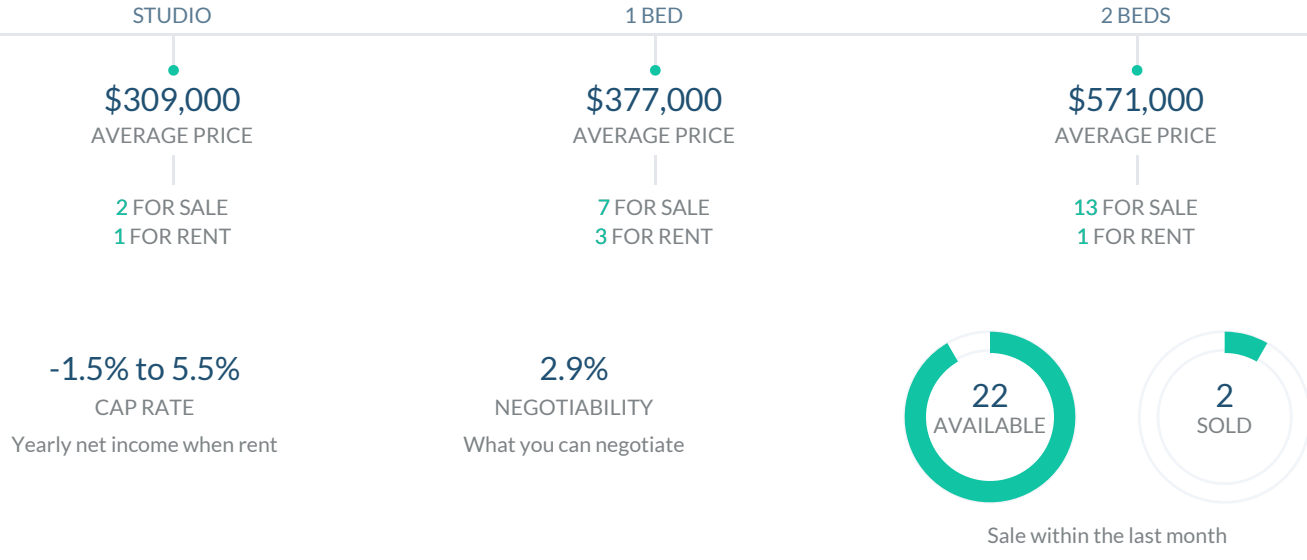 STUDIO
$309,000
AVERAGE PRICE
2 FOR SALE
1 FOR RENT
1 BED
$377,000
AVERAGE PRICE
7 FOR SALE
3 FOR RENT
2 BEDS
$571,000
AVERAGE PRICE
13 FOR SALE
1 FOR RENT
-1.5% to 5.5%
CAP RATE
Yearly net income when rent
2.9%
NEGOTIABILITY
What you can negotiate
22
AVAILABLE
2
SOLD
Sale within the last month